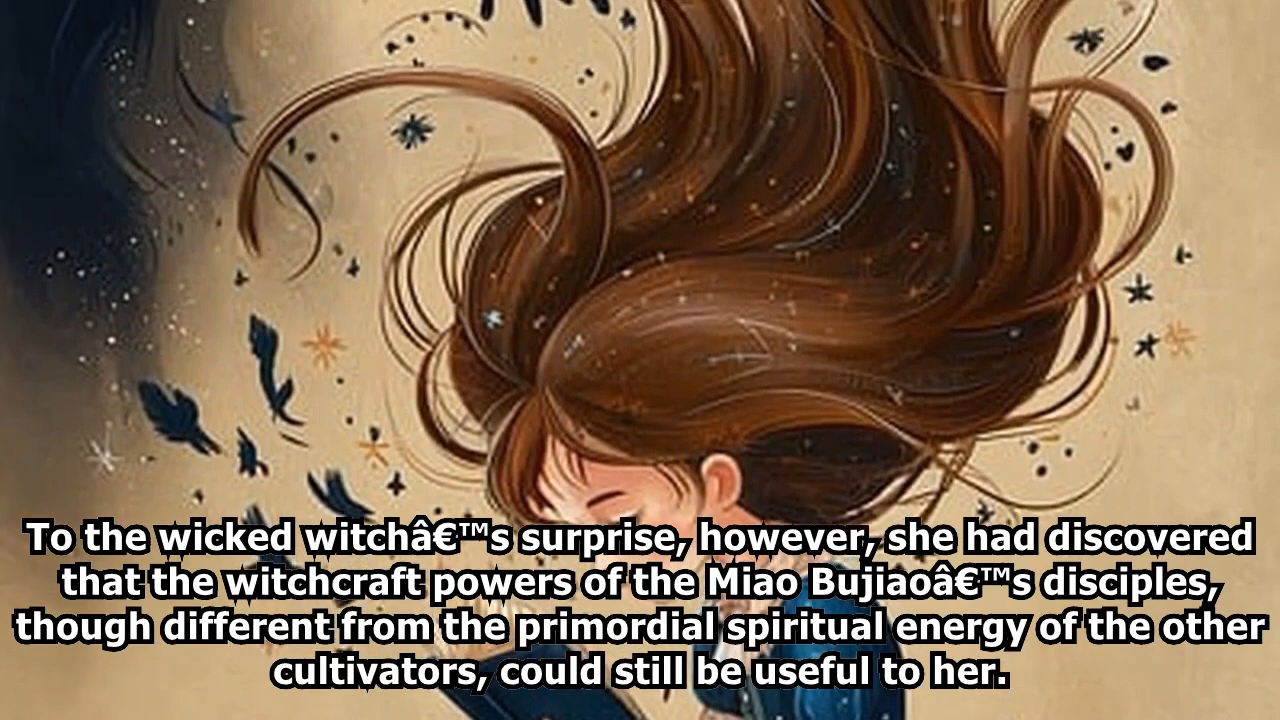 To the wicked witchâ€™s surprise, however, she had discovered
that the witchcraft powers of the Miao Bujiaoâ€™s disciples,
though different from the primordial spiritual energy of the other
cultivators, could still be useful to her.